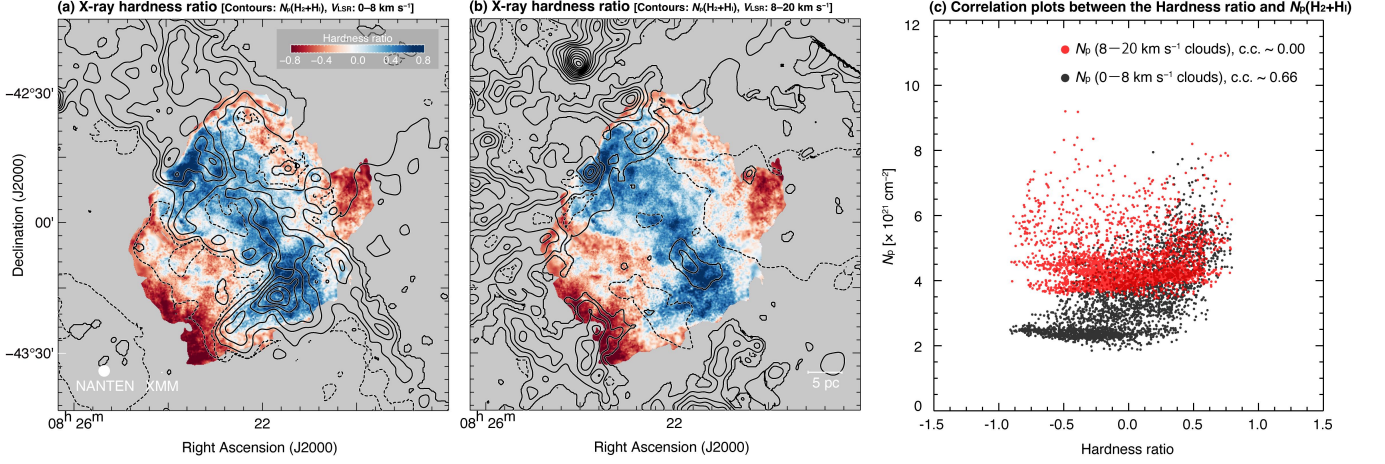 (a) X-ray hardness ratio [Contours: Np(H2+HI), VLSR: 0–8 km s⁻¹]
Hardness ratio
−0.8 −0.4 0.0 0.4 0.8
−42°30'
00'
−43°30'
Declination (J2000)
NANTEN XMM
08h 26m 22
Right Ascension (J2000)
(b) X-ray hardness ratio [Contours: Np(H2+HI), VLSR: 8–20 km s⁻¹]
5 pc
08h 26m 22
Right Ascension (J2000)
(c) Correlation plots between the Hardness ratio and Np(H2+HI)
Np (8−20 km s⁻¹ clouds), c.c. ~ 0.00
Np (0−8 km s⁻¹ clouds), c.c. ~ 0.66
12
10
8
6
4
2
0
Np [× 10²¹ cm⁻²]
-1.5 -1.0 -0.5 0.0 0.5 1.0 1.5
Hardness ratio